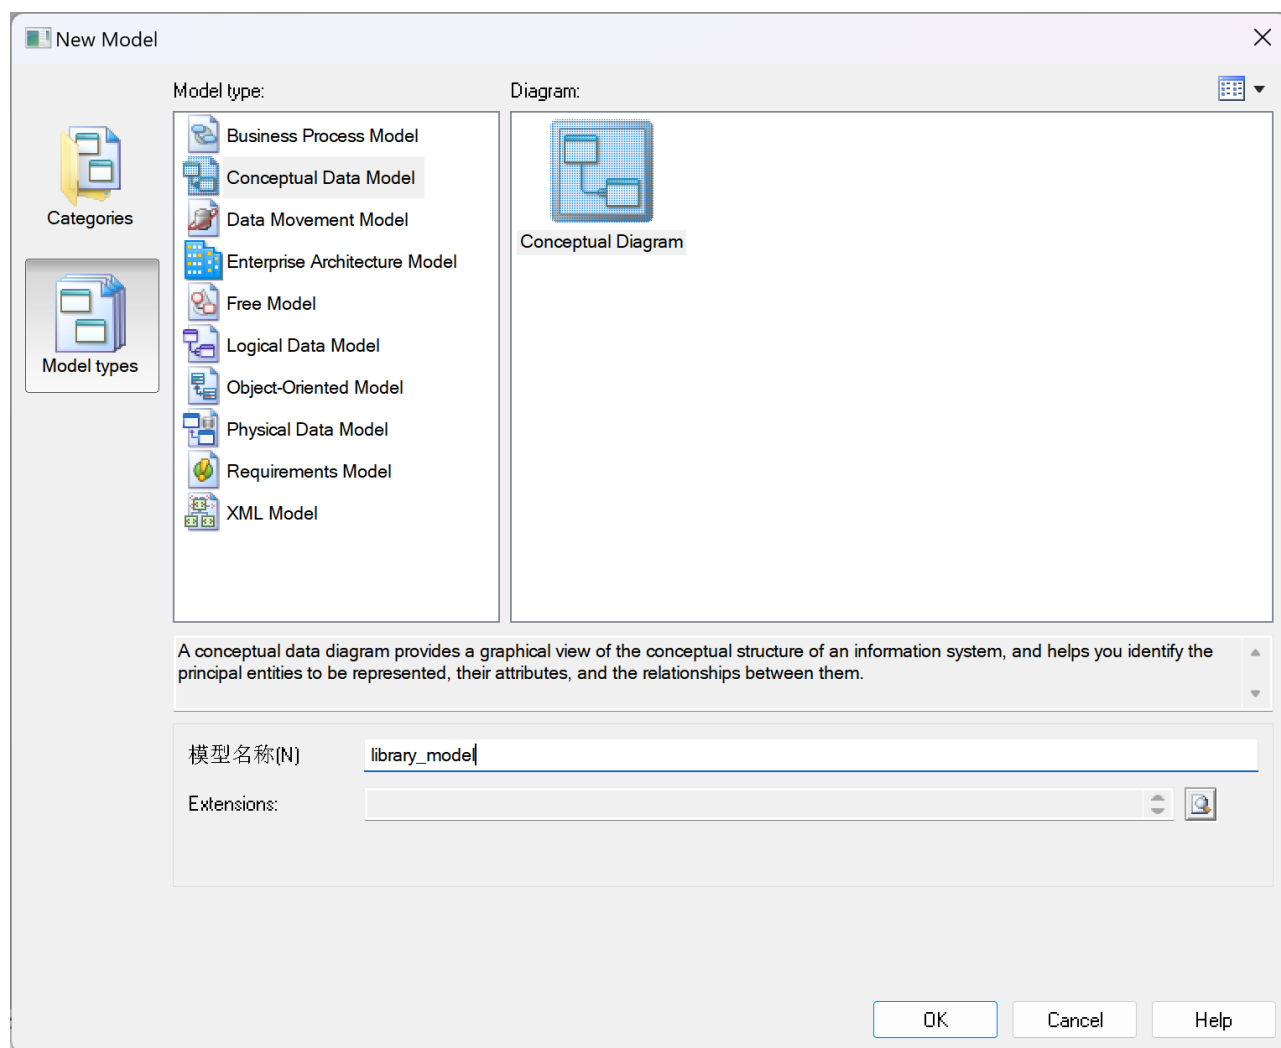 New Model
Model type:
Diagram:
Categories
Model types
Business Process Model
Conceptual Data Model
Data Movement Model
Enterprise Architecture Model
Free Model
Logical Data Model
Object-Oriented Model
Physical Data Model
Requirements Model
XML Model
Conceptual Diagram
A conceptual data diagram provides a graphical view of the conceptual structure of an information system, and helps you identify the
principal entities to be represented, their attributes, and the relationships between them.
模型名称(N)
library_model
Extensions:
OK
Cancel
Help